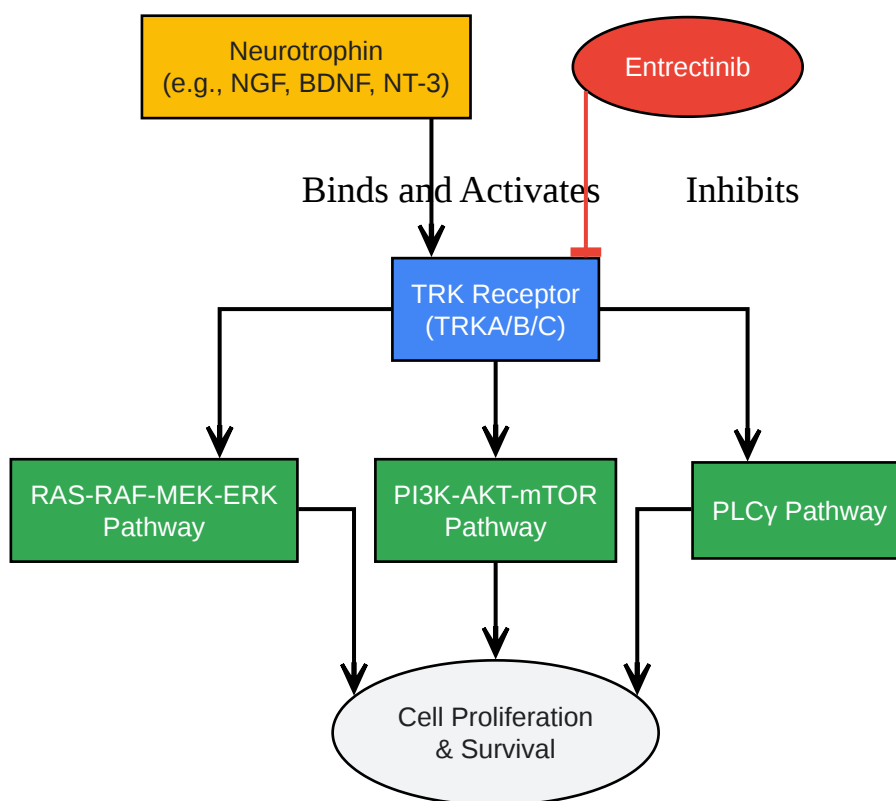 Neurotrophin
(e.g., NGF, BDNF, NT-3)
Entrectinib
Binds and Activates
Inhibits
TRK Receptor
(TRKA/B/C)
RAS-RAF-MEK-ERK
Pathway
PI3K-AKT-mTOR
Pathway
PLCγ Pathway
Cell Proliferation
& Survival